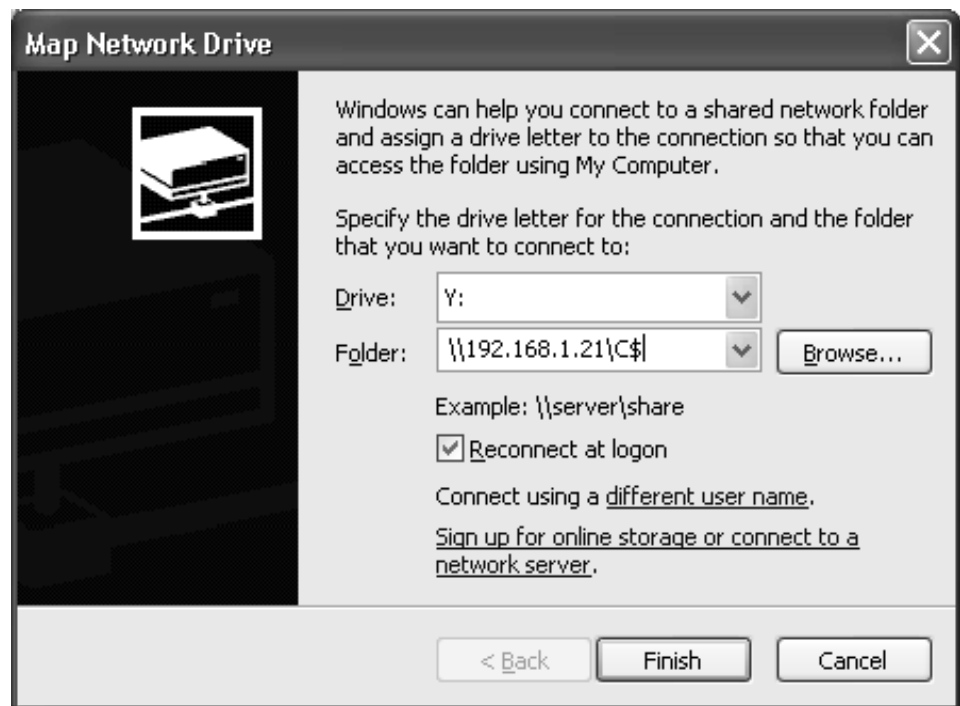 Map Network Drive
Windows can help you connect to a shared network folder
and assign a drive letter to the connection so that you can
access the folder using My Computer.
Specify the drive letter for the connection and the folder
that you want to connect to:
Drive: Y:
Folder: \\192.168.1.21\C$ Browse...
Example: \\server\share
Reconnect at logon
Connect using a different user name.
Sign up for online storage or connect to a
network server.
< Back Finish Cancel